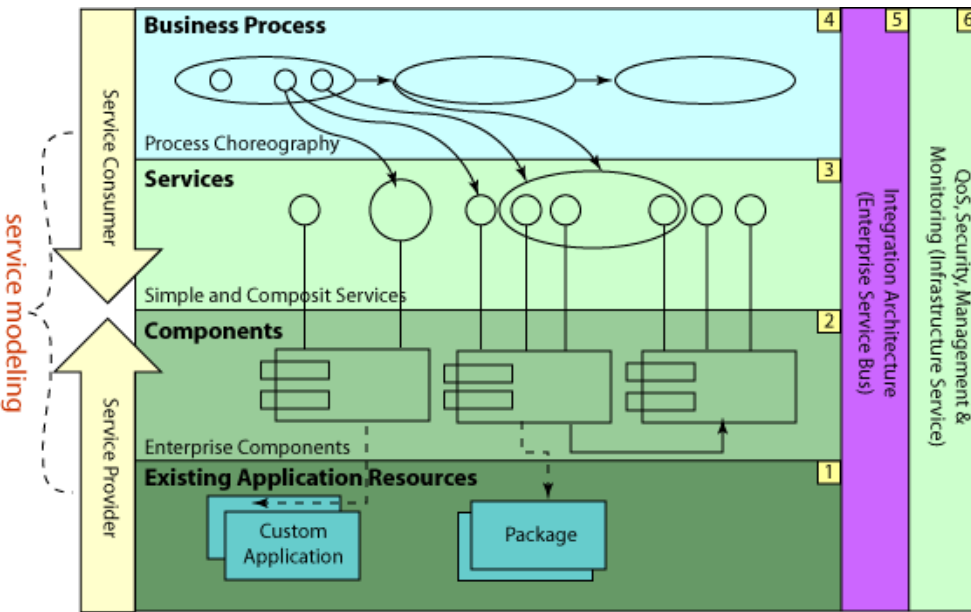 Business Process
4
5
6
Process Choreography
Services
3
Simple and Composit Services
Components
2
Enterprise Components
Existing Application Resources
1
Custom
Application
Package
Service Consumer
Service Provider
service modeling
Integration Architecture
(Enterprise Service Bus)
QoS, Security, Management &
Monitoring (Infrastructure Service)